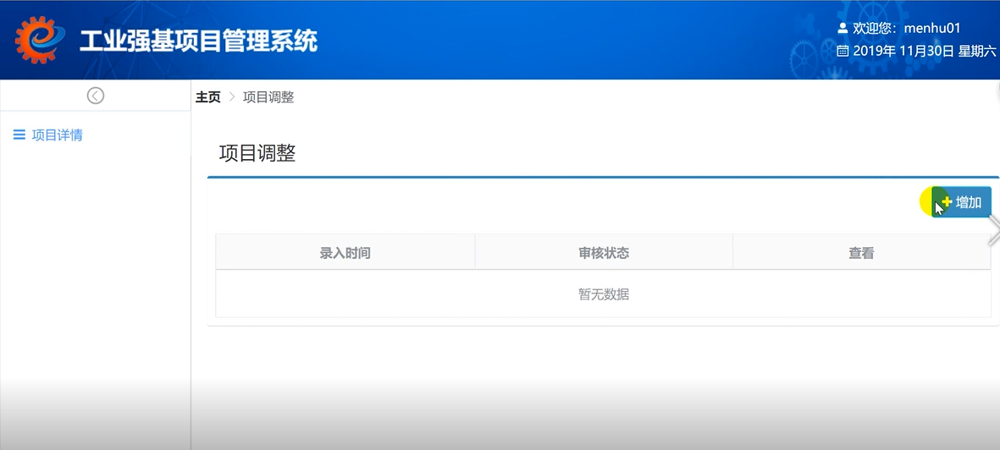 工业强基项目管理系统
欢迎您：menhu01
2019年 11月30日 星期六
主页 > 项目调整
项目详情
项目调整
增加
录入时间 审核状态 查看
暂无数据